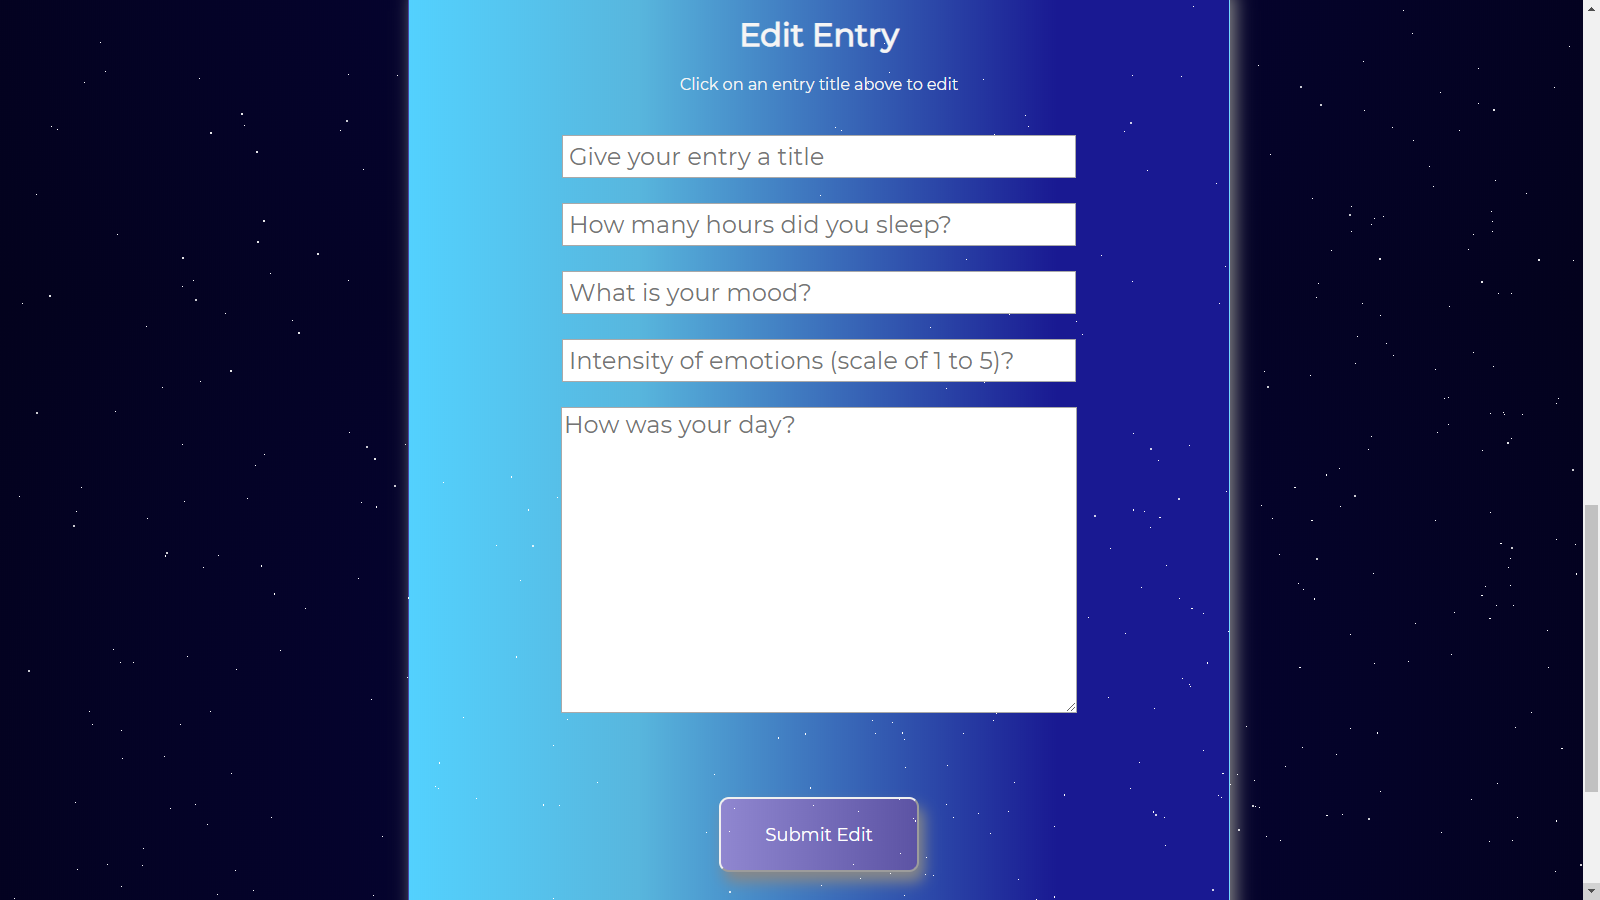 Edit Entry
Click on an entry title above to edit
Give your entry a title
How many hours did you sleep?
What is your mood?
Intensity of emotions (scale of 1 to 5)?
How was your day?
Submit Edit